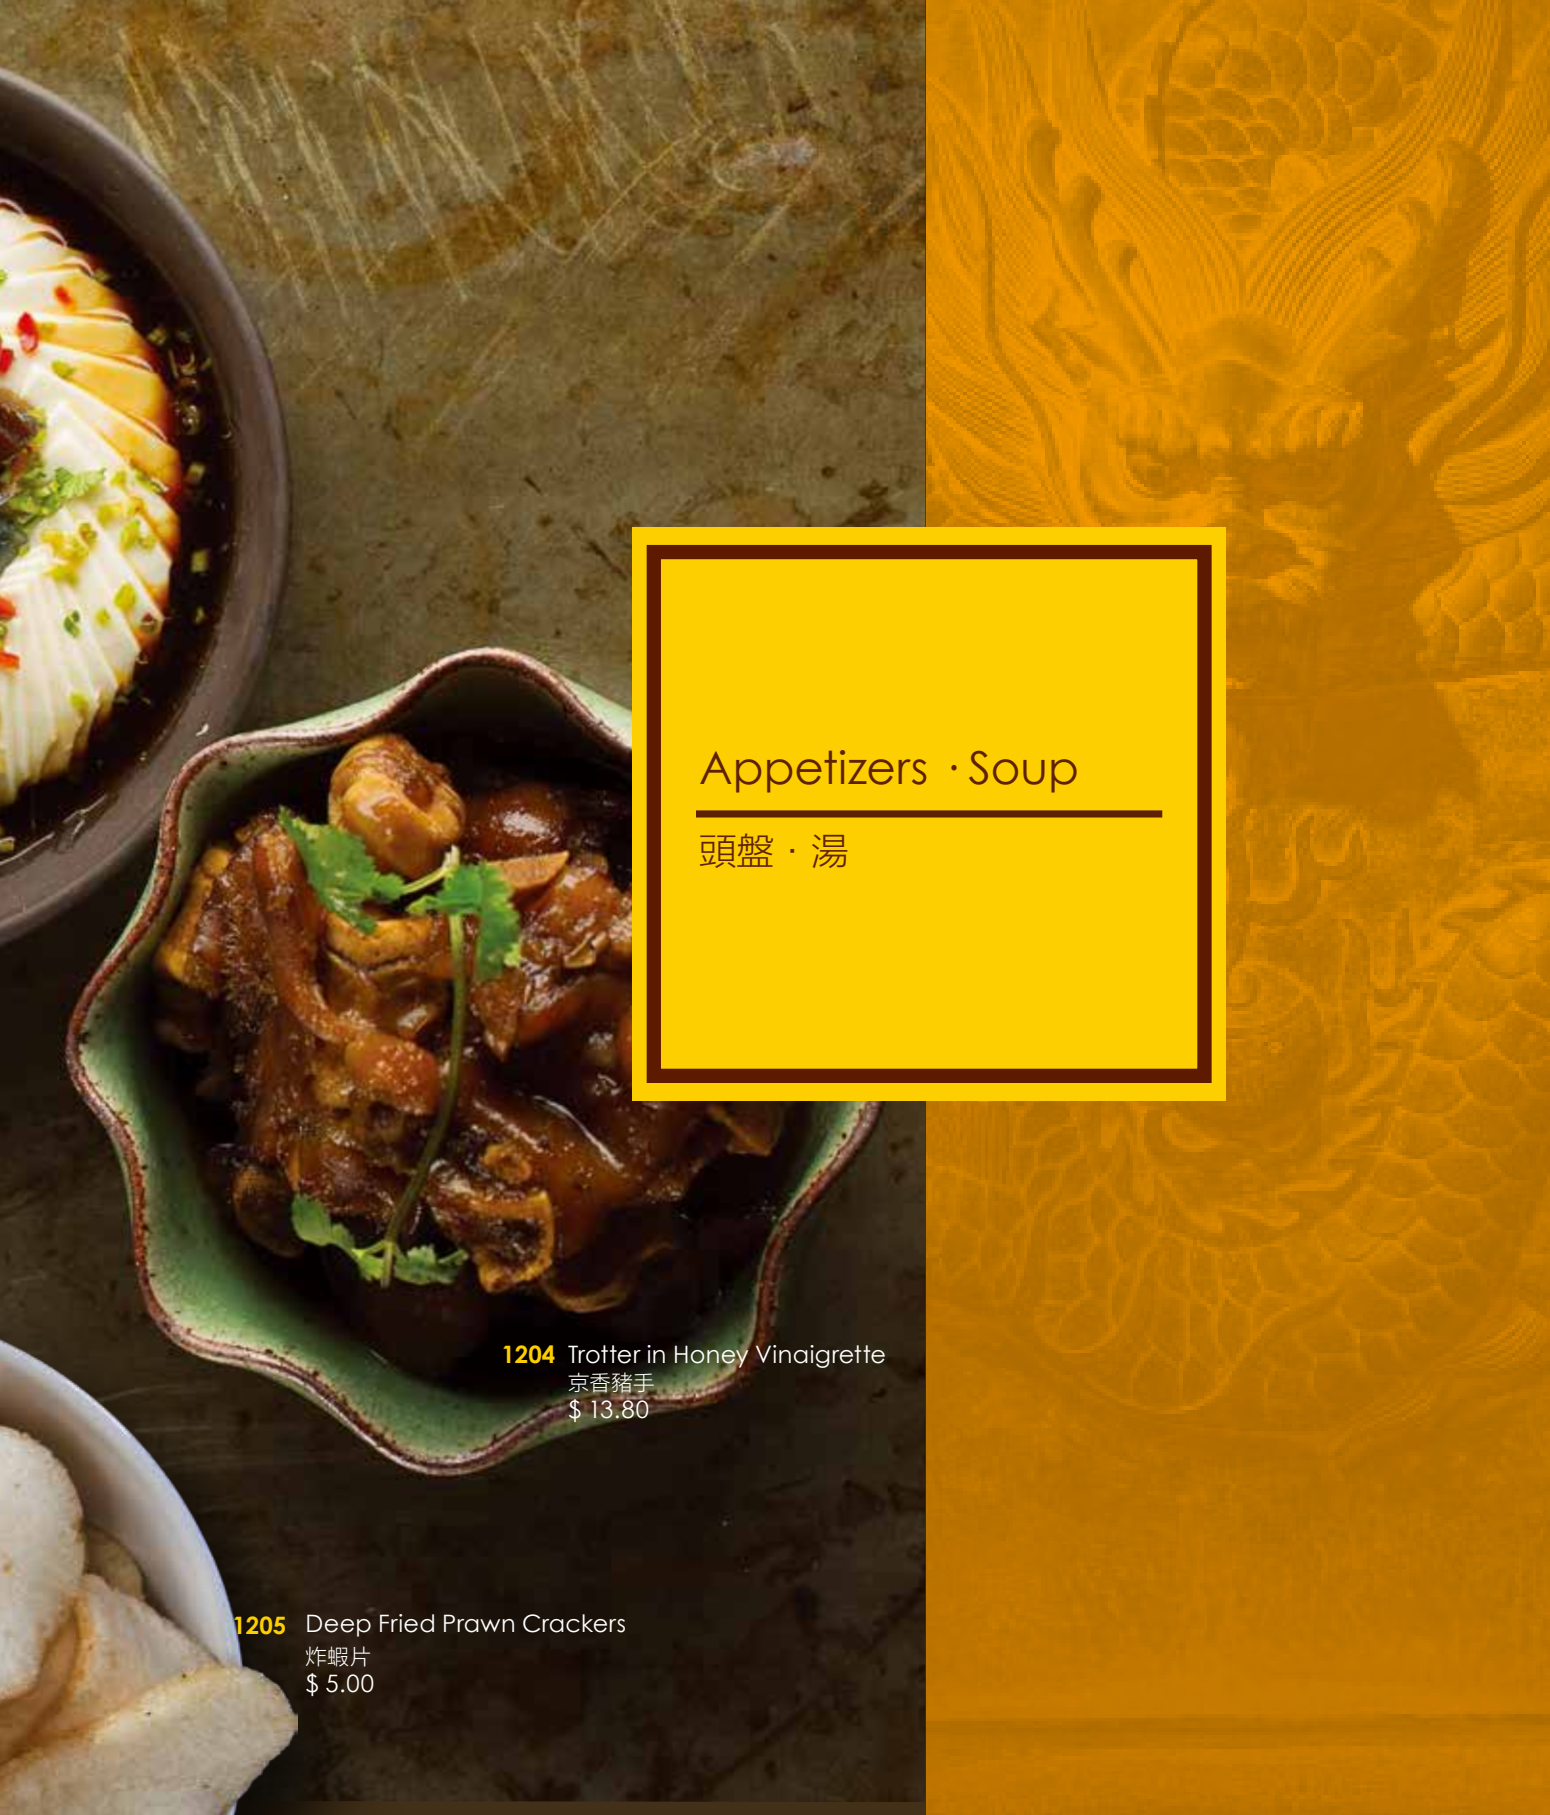 Appetizers · Soup
頭盤 · 湯
1204 Trotter in Honey Vinaigrette
京香豬手
$ 13.80
1205 Deep Fried Prawn Crackers
炸蝦片
$ 5.00